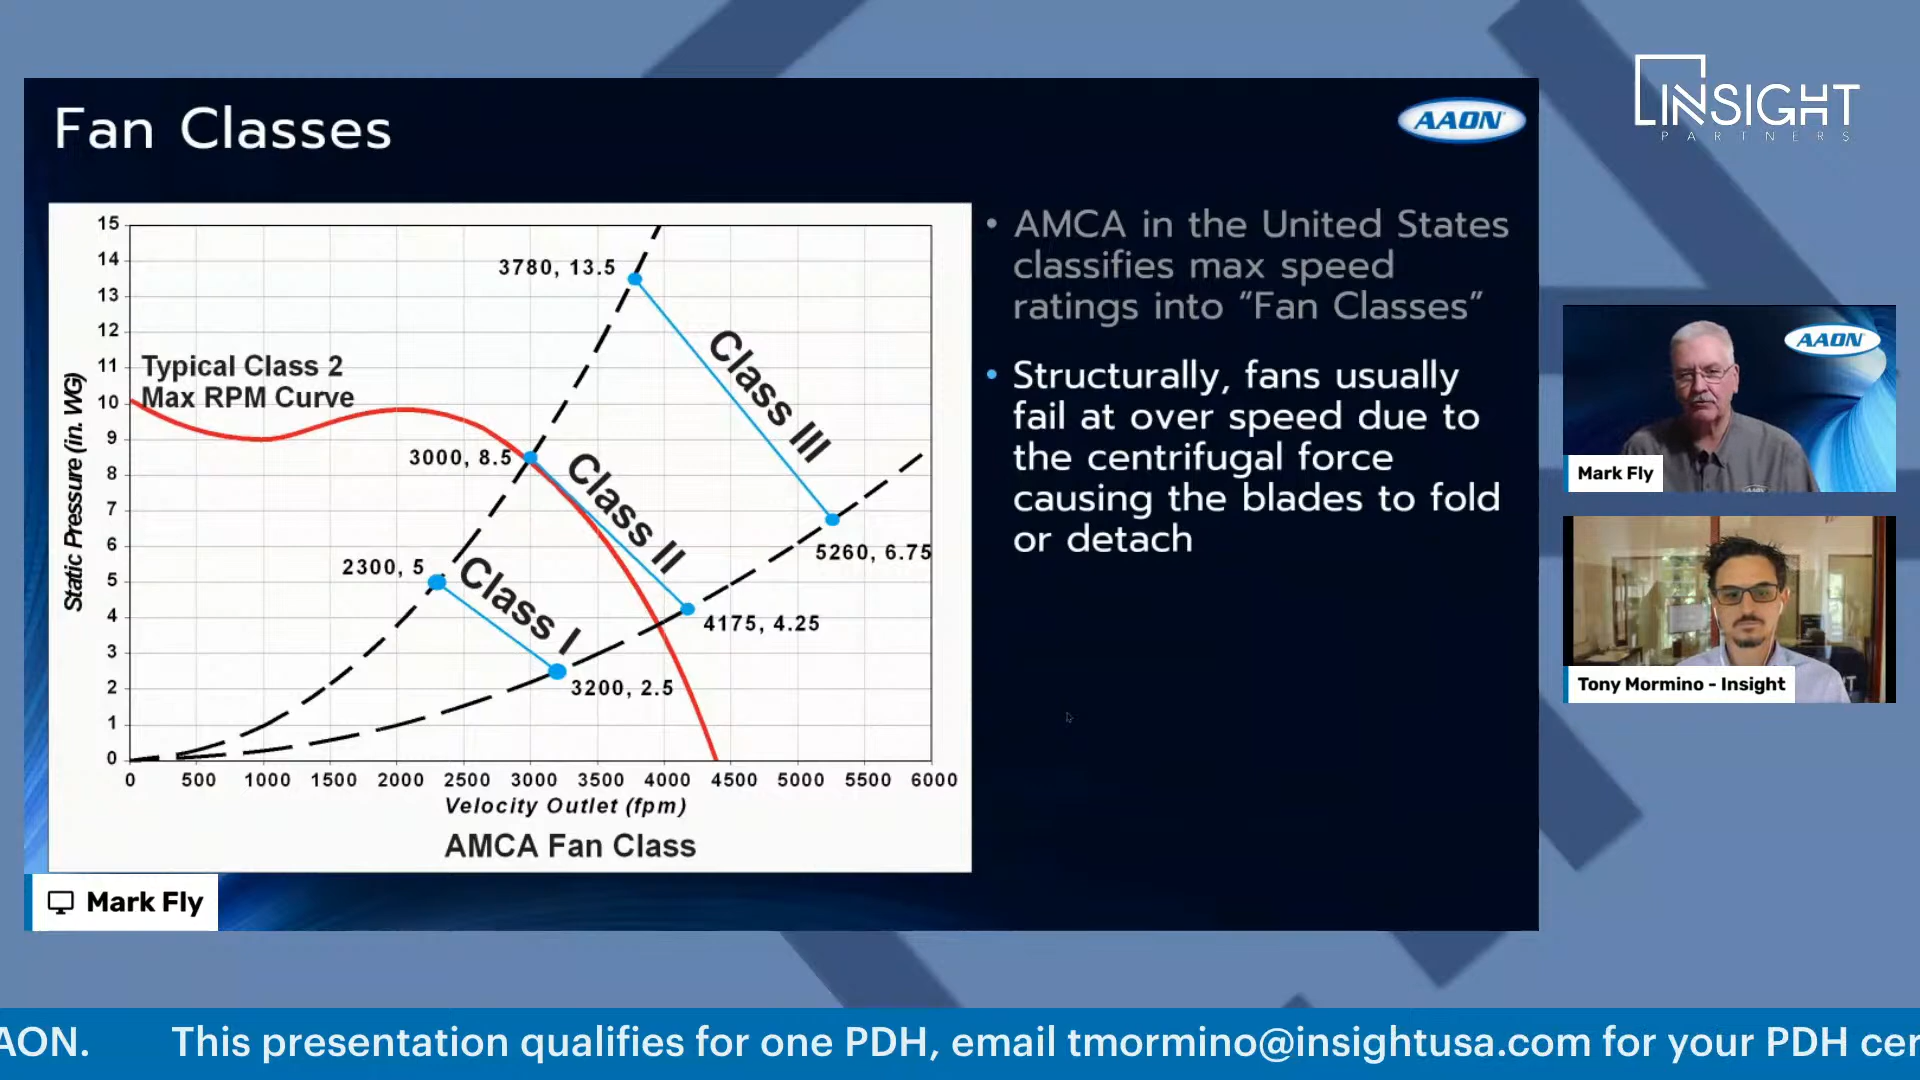 INSIGHT
PARTNERS
Fan Classes
AAON
15
14
13
12
11
10
9
8
7
6
5
4
3
2
1
0
Static Pressure (in. WG)
Typical Class 2
Max RPM Curve
3780, 13.5
3000, 8.5
2300, 5
Class III
Class II
Class I
5260, 6.75
4175, 4.25
3200, 2.5
0 500 1000 1500 2000 2500 3000 3500 4000 4500 5000 5500 6000
Velocity Outlet (fpm)
AMCA Fan Class
• AMCA in the United States
classifies max speed
ratings into “Fan Classes”
• Structurally, fans usually
fail at over speed due to
the centrifugal force
causing the blades to fold
or detach
Mark Fly
AAON
Mark Fly
Tony Mormino - Insight
AON. This presentation qualifies for one PDH, email tmormino@insightusa.com for your PDH cer